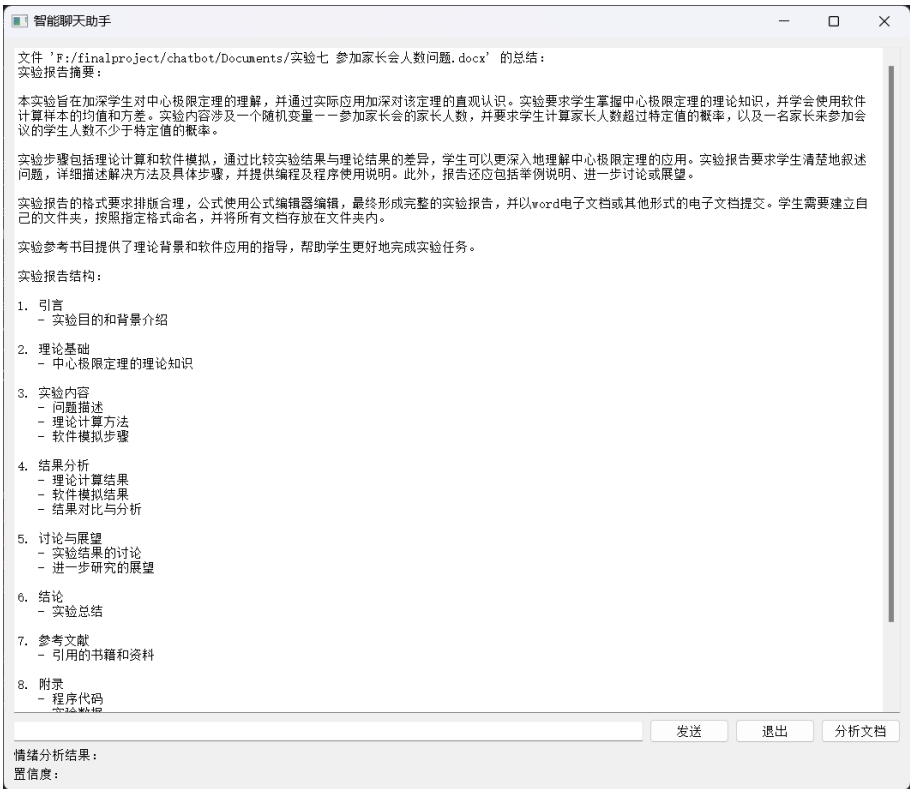 智能聊天助手
文件 'F:/finalproject/chatbot/Documents/实验七 参加家长会人数问题.docx' 的总结:
实验报告摘要:
本实验旨在加深学生对中心极限定理的理解，并通过实际应用加深对该定理的直观认识。实验要求学生掌握中心极限定理的理论知识，并学会使用软件
计算样本的均值和方差。实验内容涉及一个随机变量——参加家长会的家长人数，并要求学生计算家长人数超过特定值的概率，以及一名家长来参加会
议的学生人数不少于特定值的概率。
实验步骤包括理论计算和软件模拟，通过比较实验结果与理论结果的差异，学生可以更深入地理解中心极限定理的应用。实验报告要求学生清楚地叙述
问题，详细描述解决方法及具体步骤，并提供编程及程序使用说明。此外，报告还应包括举例说明、进一步讨论或展望。
实验报告的格式要求排版合理，公式使用公式编辑器编辑，最终形成完整的实验报告，并以word电子文档或其他形式的电子文档提交。学生需要建立自
己的文件夹，按照指定格式命名，并将所有文档存放在文件夹内。
实验参考书目提供了理论背景和软件应用的指导，帮助学生更好地完成实验任务。
实验报告结构:
1. 引言
- 实验目的和背景介绍
2. 理论基础
- 中心极限定理的理论知识
3. 实验内容
- 问题描述
- 理论计算方法
- 软件模拟步骤
4. 结果分析
- 理论计算结果
- 软件模拟结果
- 结果对比与分析
5. 讨论与展望
- 实验结果的讨论
- 进一步研究的展望
6. 结论
- 实验总结
7. 参考文献
- 引用的书籍和资料
8. 附录
- 程序代码
- 实验数据
发送
退出
分析文档
情绪分析结果:
置信度: